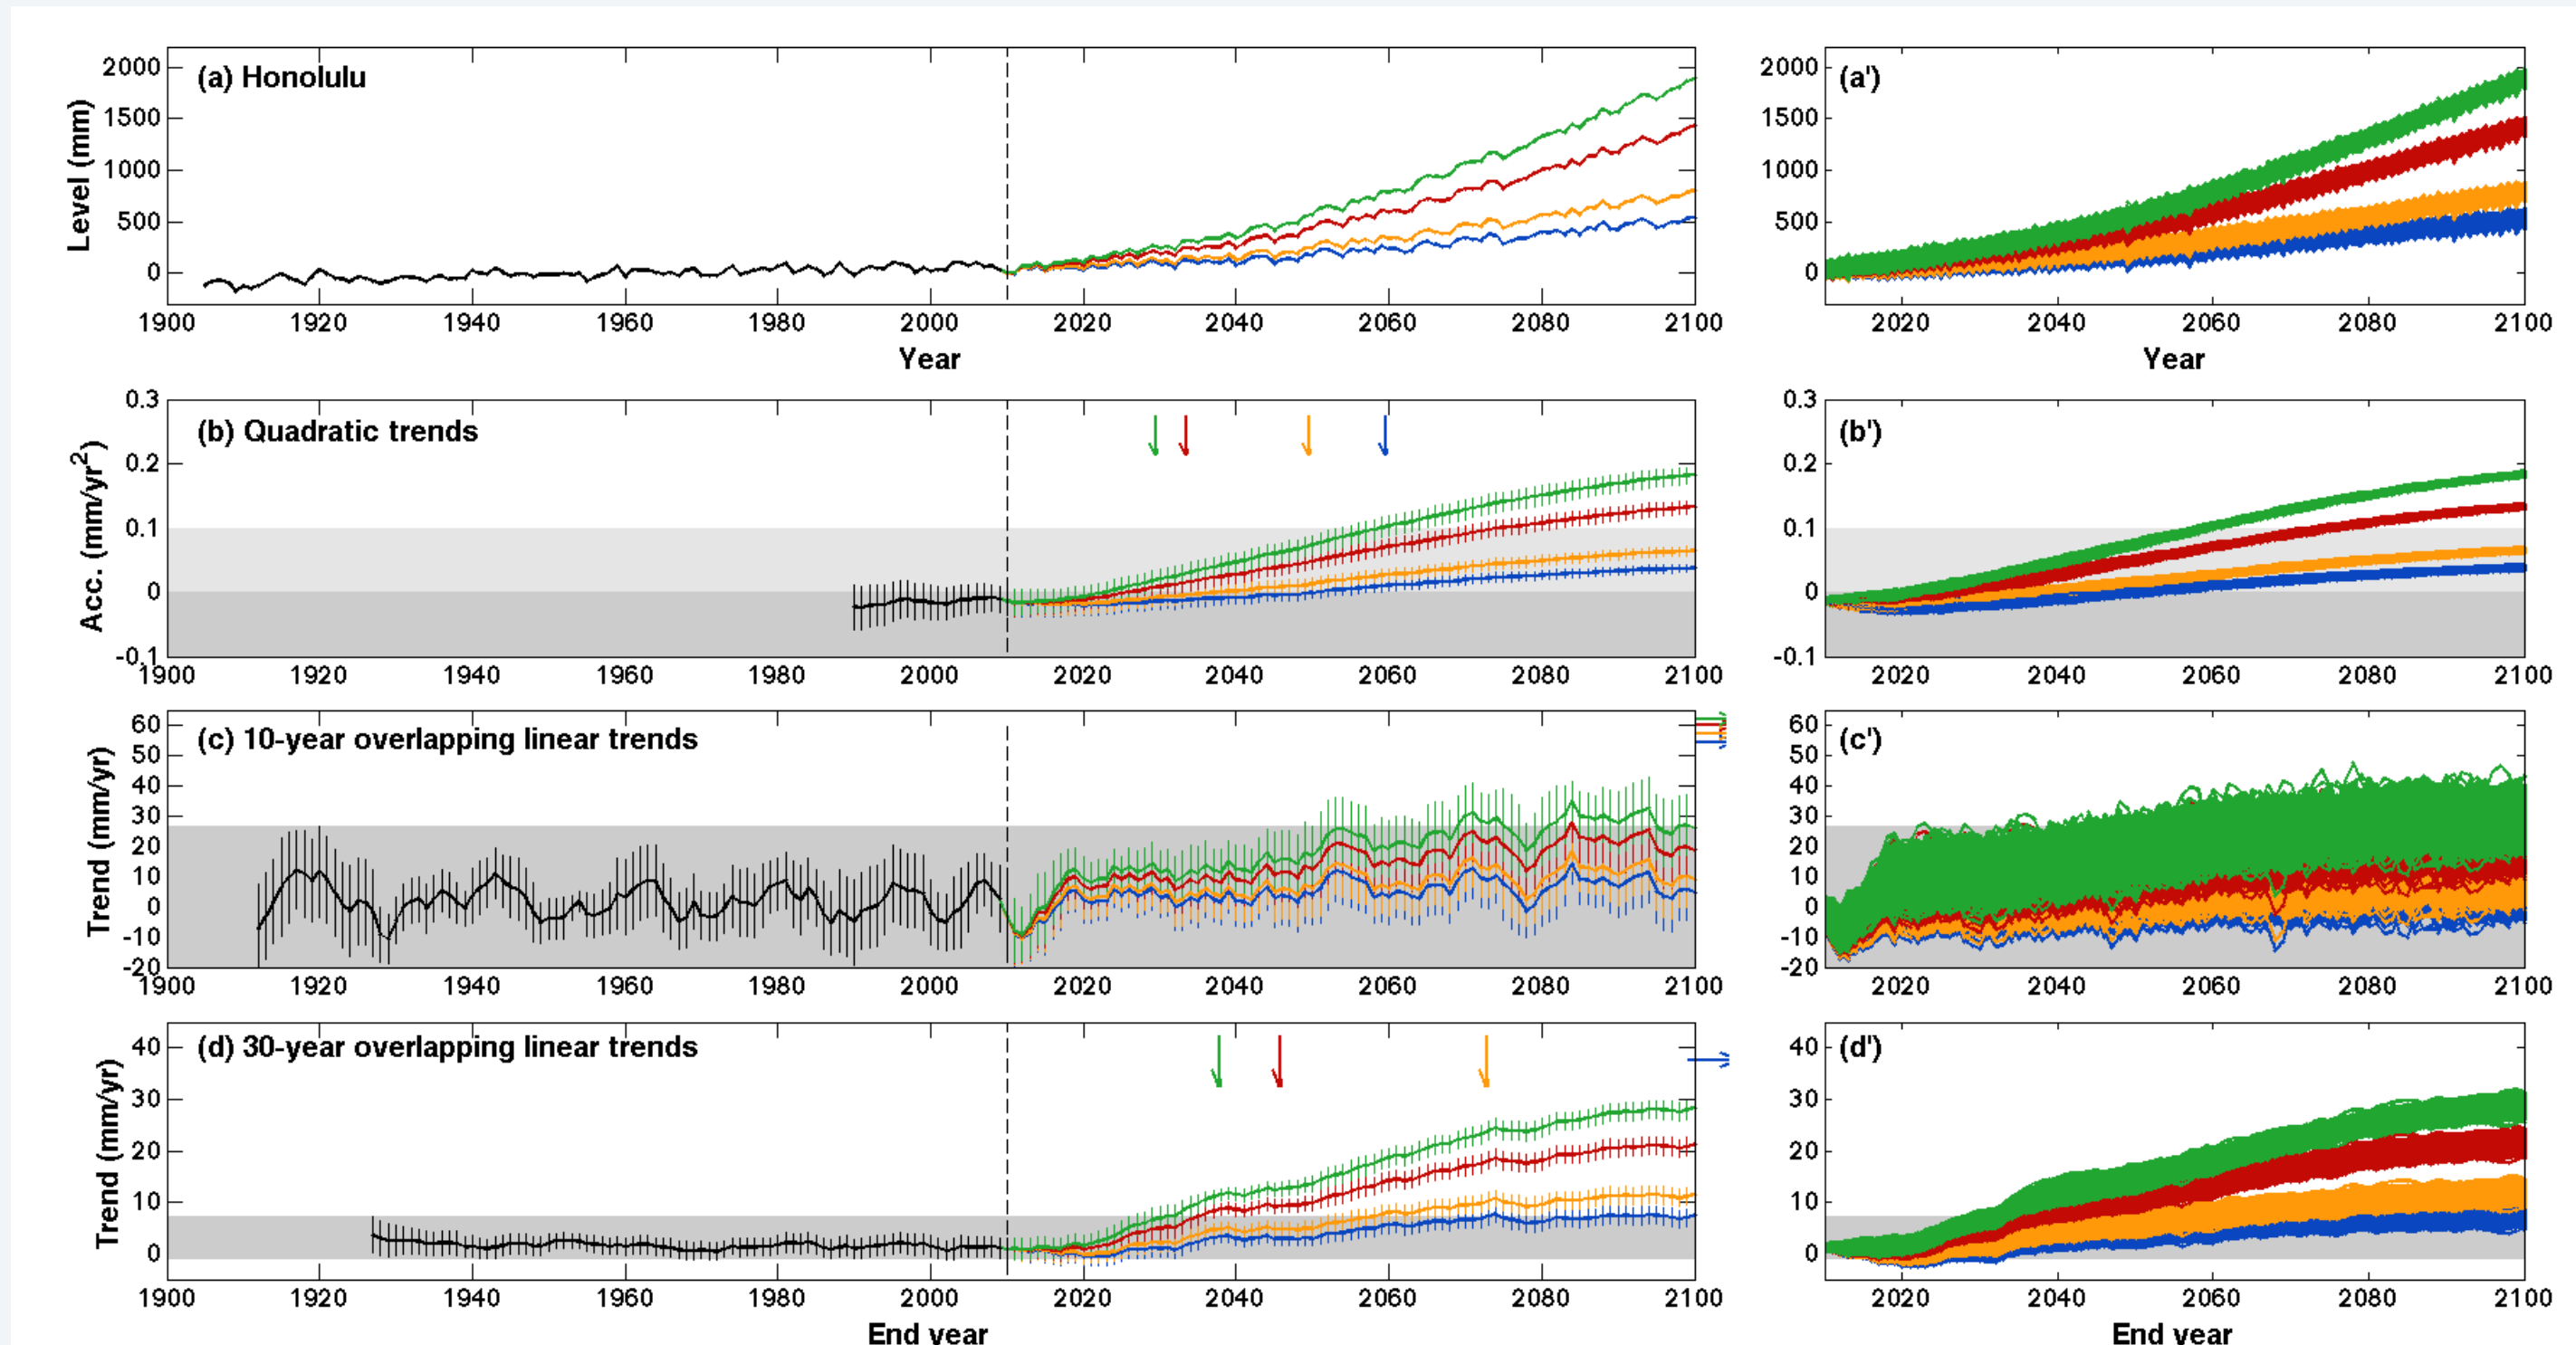 (a) Honolulu
Level (mm)
2000
1500
1000
500
0
1900 1920 1940 1960 1980 2000 2020 2040 2060 2080 2100
Year
(a')
2000
1500
1000
500
0
2020 2040 2060 2080 2100
Year
(b) Quadratic trends
Acc. (mm/yr²)
0.3
0.2
0.1
0
-0.1
1900 1920 1940 1960 1980 2000 2020 2040 2060 2080 2100
(b')
0.3
0.2
0.1
0
-0.1
2020 2040 2060 2080 2100
(c) 10-year overlapping linear trends
Trend (mm/yr)
60
50
40
30
20
10
0
-10
-20
1900 1920 1940 1960 1980 2000 2020 2040 2060 2080 2100
(c')
60
50
40
30
20
10
0
-10
-20
2020 2040 2060 2080 2100
(d) 30-year overlapping linear trends
Trend (mm/yr)
40
30
20
10
0
1900 1920 1940 1960 1980 2000 2020 2040 2060 2080 2100
End year
(d')
40
30
20
10
0
2020 2040 2060 2080 2100
End year